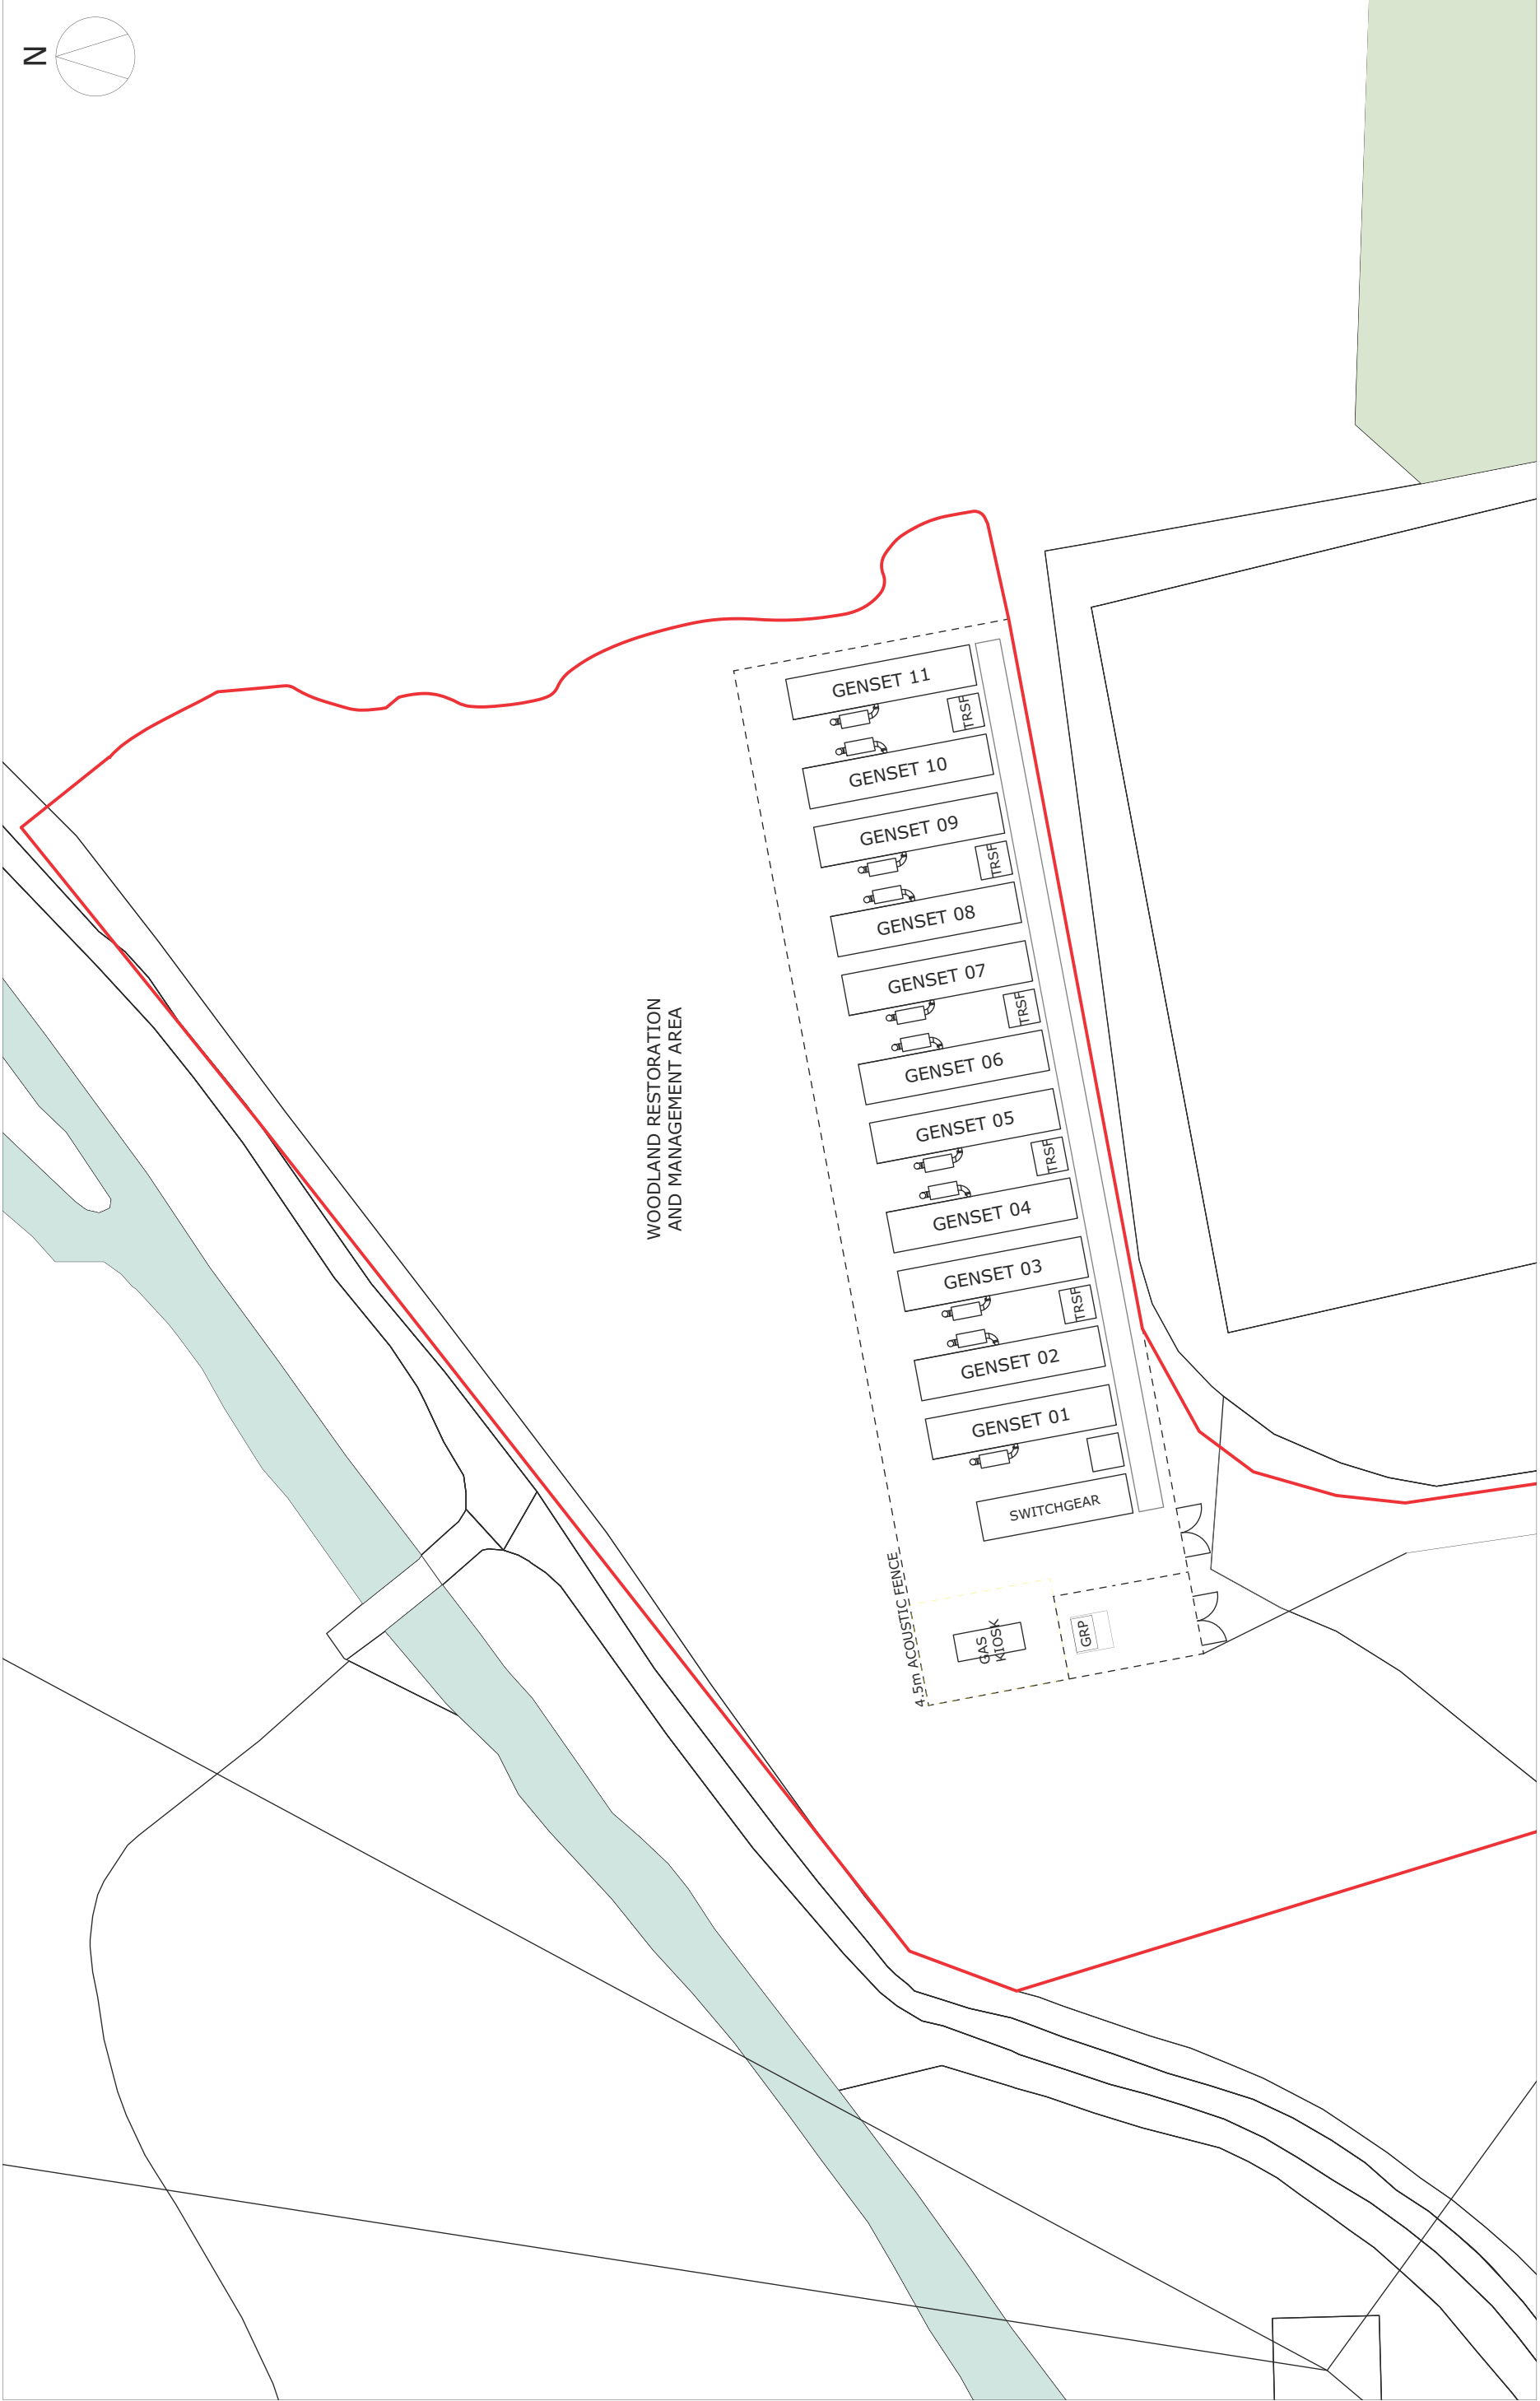 N
GENSET 11
TRSF
GENSET 10
GENSET 09
TRSF
GENSET 08
GENSET 07
TRSF
GENSET 06
WOODLAND RESTORATION
AND MANAGEMENT AREA
GENSET 05
TRSF
GENSET 04
GENSET 03
TRSF
GENSET 02
GENSET 01
SWITCHGEAR
4.5m ACOUSTIC FENCE
GAS
KIOSK
GRP